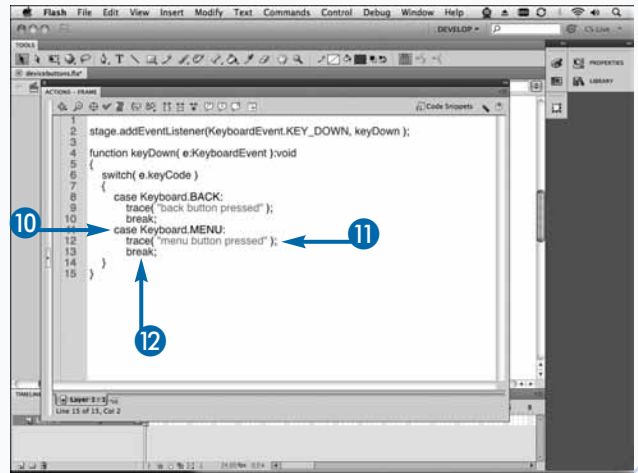 Flash File Edit View Insert Modify Text Commands Control Debug Window Help
DEVELOP
CS Live
TOOLS
devicebuttons.fla*
PROPERTIES
LIBRARY
ACTIONS - FRAME
Code Snippets
1
2 stage.addEventListener(KeyboardEvent.KEY_DOWN, keyDown );
3
4 function keyDown( e:KeyboardEvent ):void
5 {
6 switch( e.keyCode )
7 {
8 case Keyboard.BACK:
9 trace( "back button pressed" );
10 break;
11 case Keyboard.MENU:
12 trace( "menu button pressed" );
13 break;
14 }
15 }
10
11
12
Layer 1 : 1
Line 15 of 15, Col 2